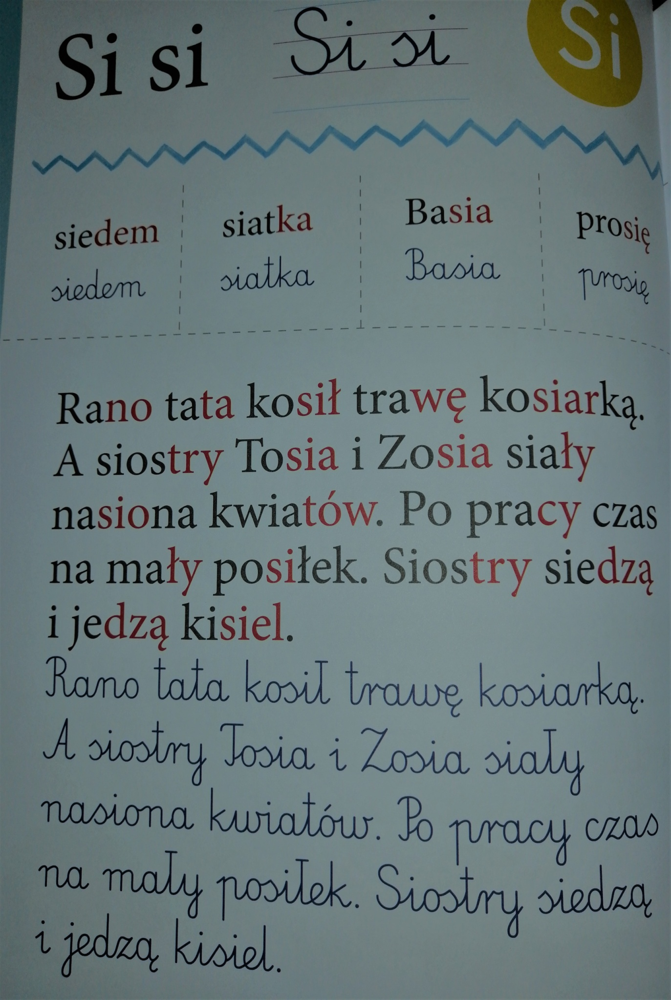 Si si Si si Si
siedem siatka Basia prosię
siedem siatka Basia prosię
Rano tata kosił trawę kosiarką.
A siostry Tosia i Zosia siały
nasiona kwiatów. Po pracy czas
na mały posiłek. Siostry siedzą
i jedzą kisiel.
Rano tata kosił trawę kosiarką.
A siostry Tosia i Zosia siały
nasiona kwiatów. Po pracy czas
na mały posiłek. Siostry siedzą
i jedzą kisiel.